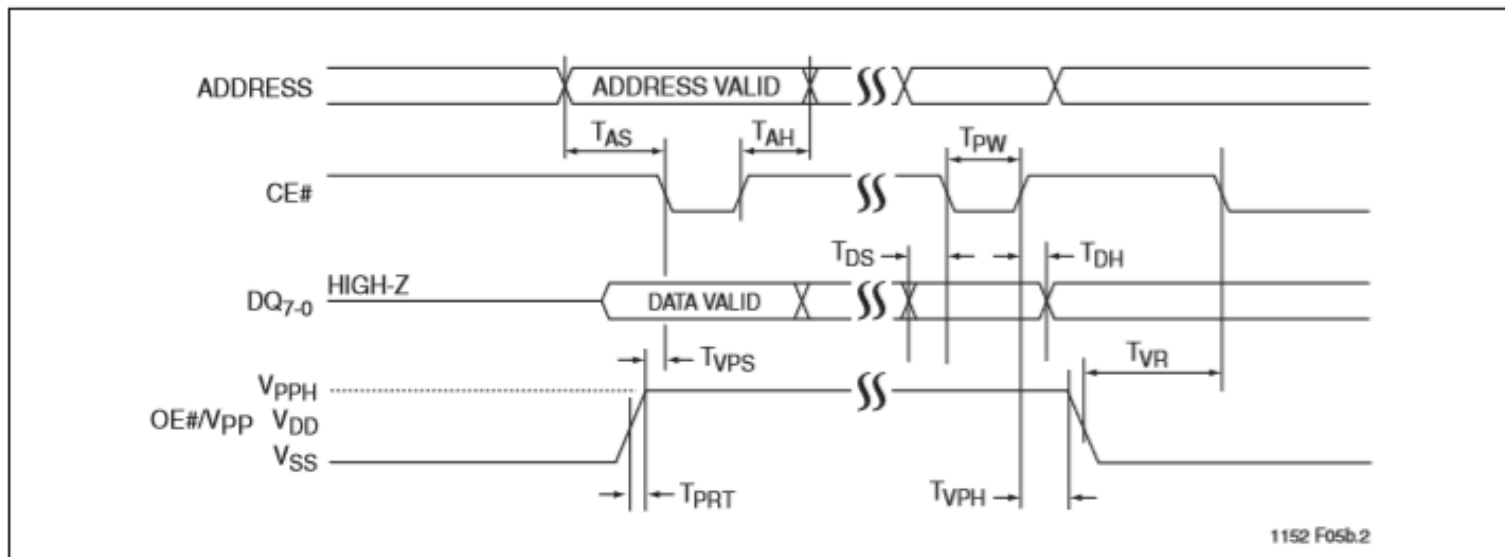 ADDRESS
ADDRESS VALID
TAS
TAH
TPW
CE#
TDS
TDH
HIGH-Z
DQ7-0
DATA VALID
TVPS
TVR
VPPH
OE#/VPP VDD
VSS
TPRT
TVPH
1152 F05b.2